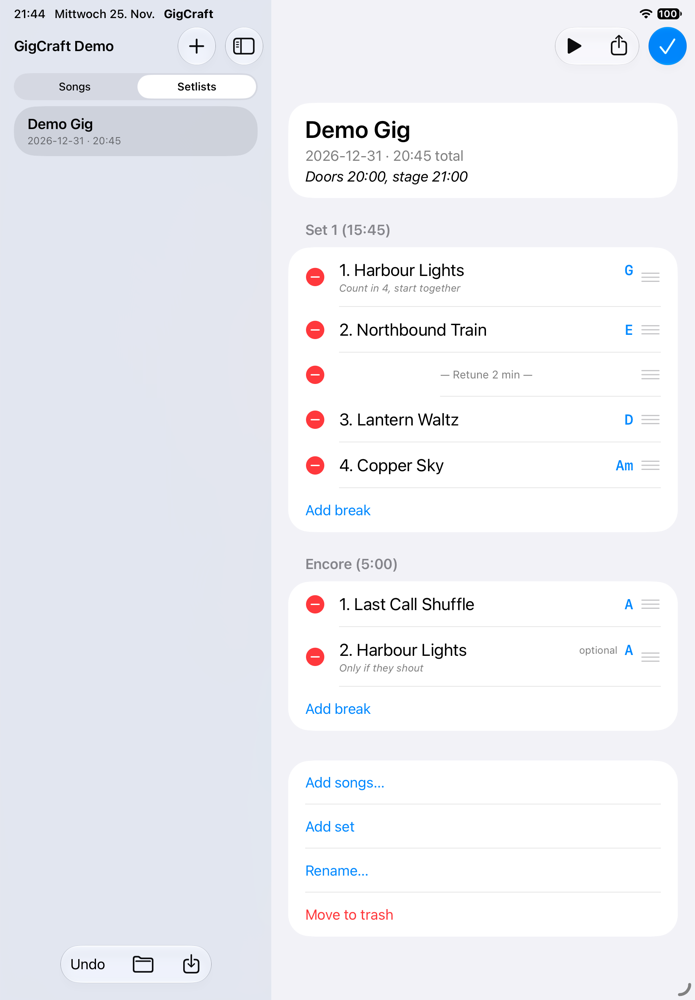 21:44 Mittwoch 25. Nov. GigCraft
100
GigCraft Demo
Songs
Setlists
Demo Gig
2026-12-31 · 20:45
Demo Gig
2026-12-31 · 20:45 total
Doors 20:00, stage 21:00
Set 1 (15:45)
1. Harbour Lights G
Count in 4, start together
2. Northbound Train E
— Retune 2 min —
3. Lantern Waltz D
4. Copper Sky Am
Add break
Encore (5:00)
1. Last Call Shuffle A
2. Harbour Lights optional A
Only if they shout
Add break
Add songs…
Add set
Rename…
Move to trash
Undo